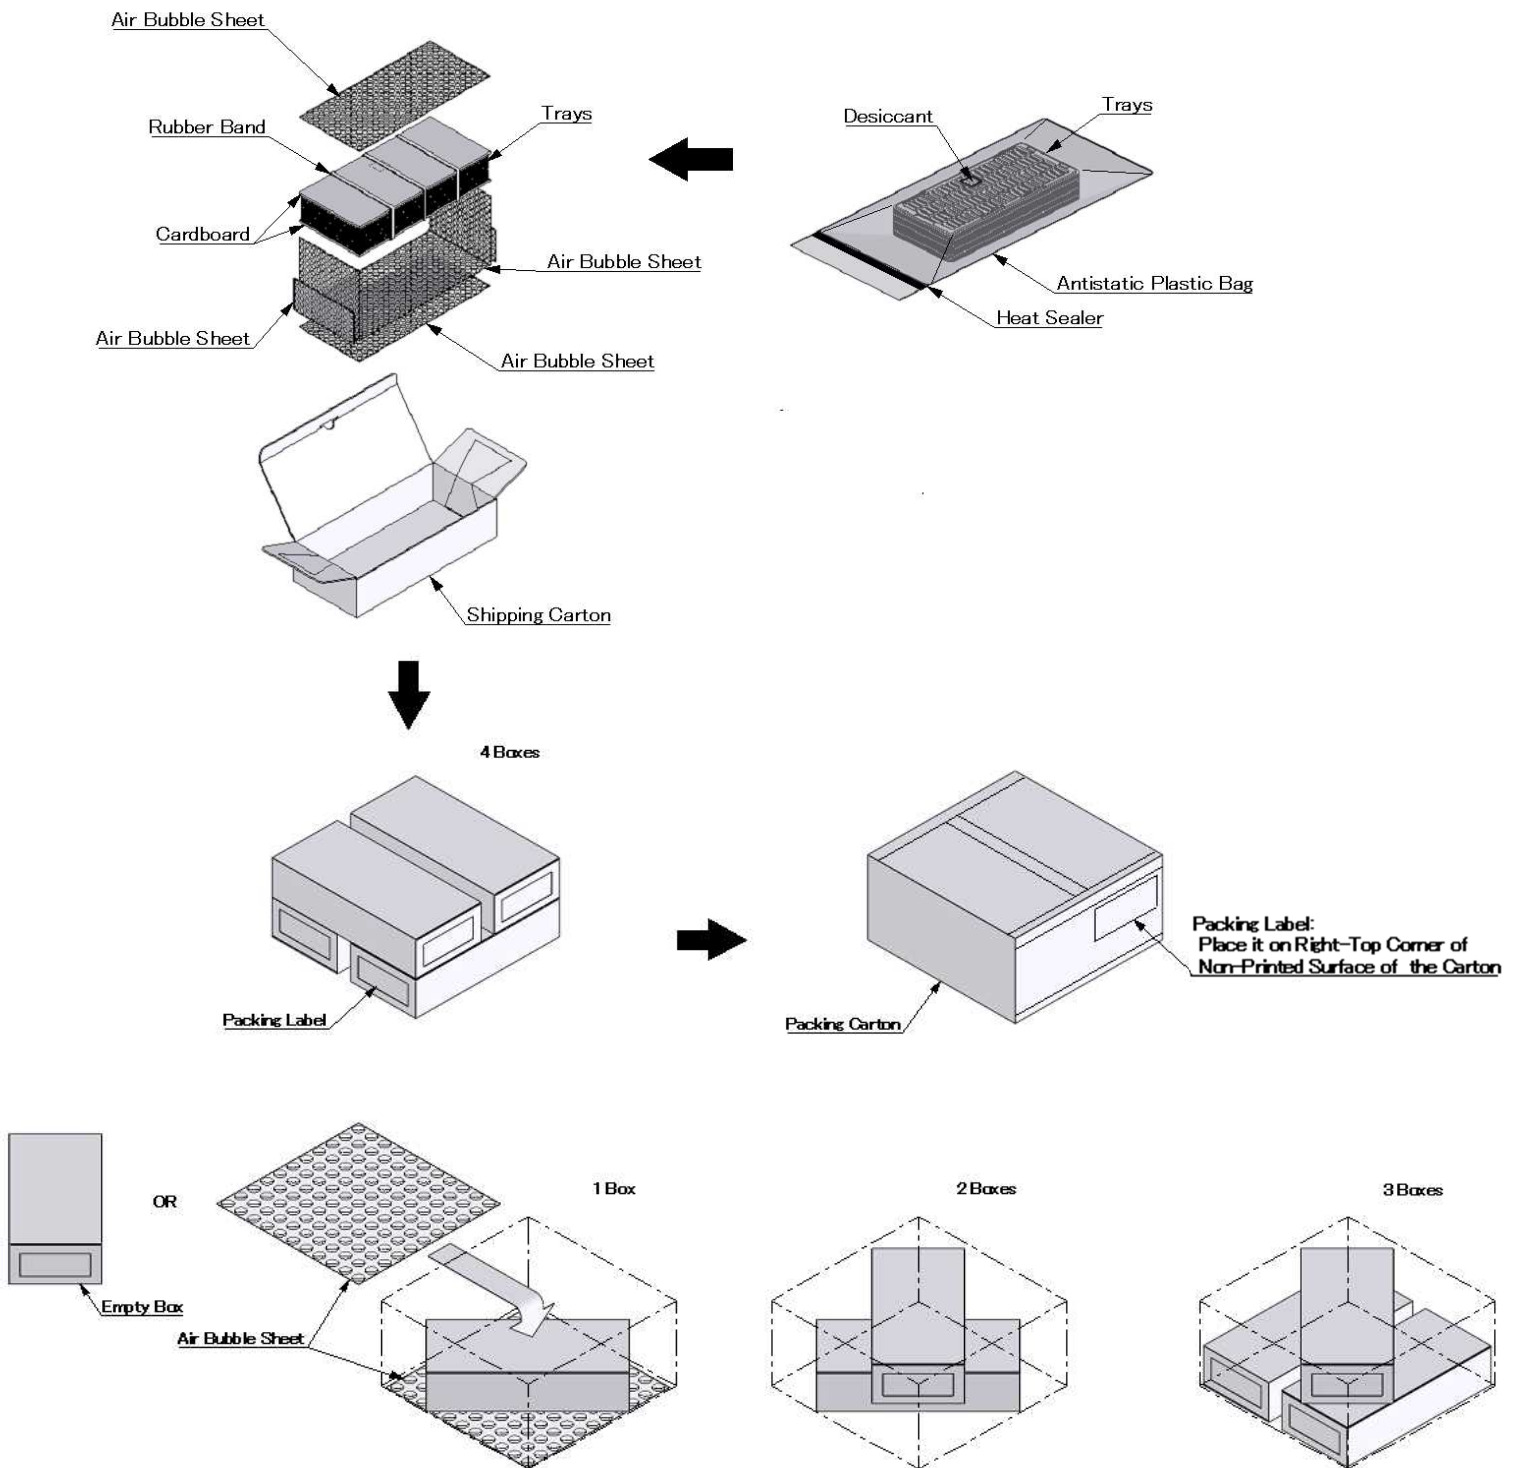 Air Bubble Sheet
Rubber Band
Trays
Cardboard
Air Bubble Sheet
Air Bubble Sheet
Air Bubble Sheet
Desiccant
Trays
Antistatic Plastic Bag
Heat Sealer
Shipping Carton
4 Boxes
Packing Label
Packing Label:
Place it on Right-Top Corner of
Non-Printed Surface of the Carton
Packing Carton
Empty Box
OR
Air Bubble Sheet
1 Box
2 Boxes
3 Boxes